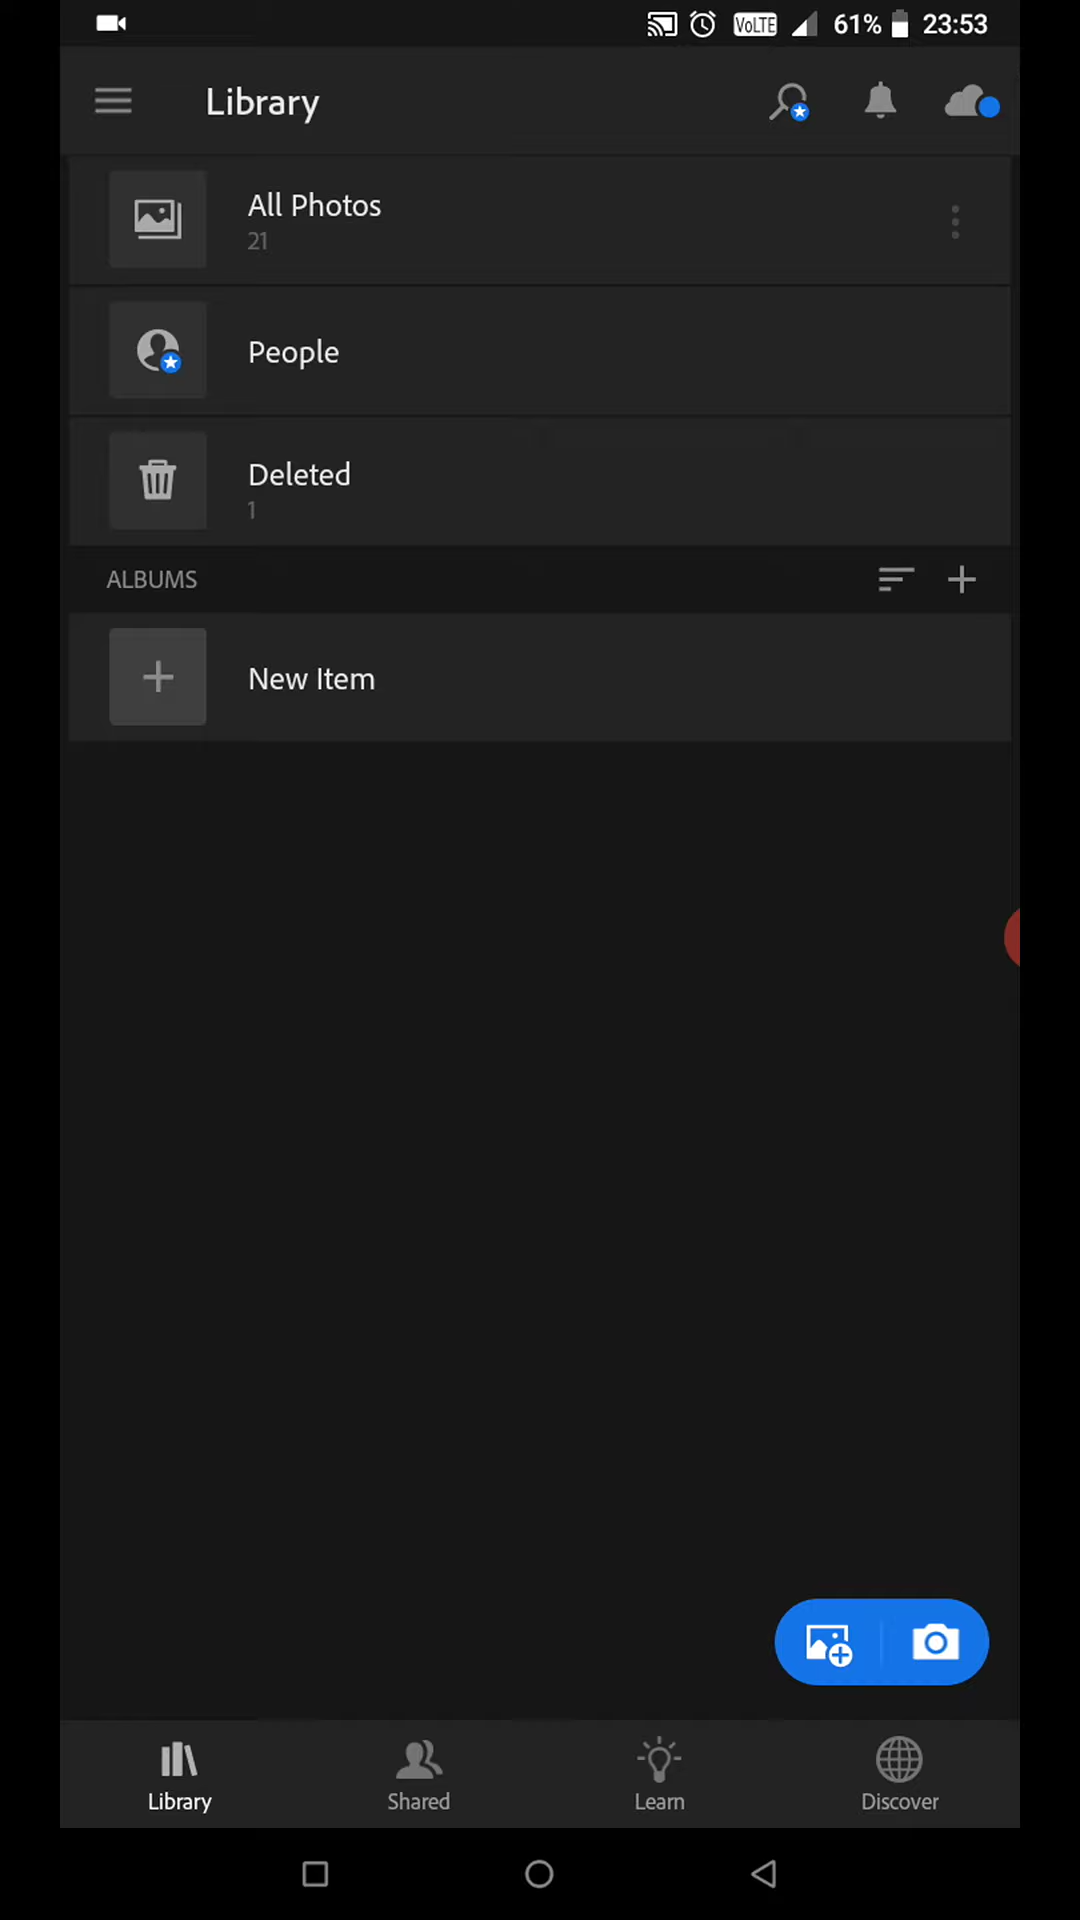 VoLTE 61% 23:53
Library
All Photos
21
People
Deleted
1
ALBUMS
New Item
Library Shared Learn Discover